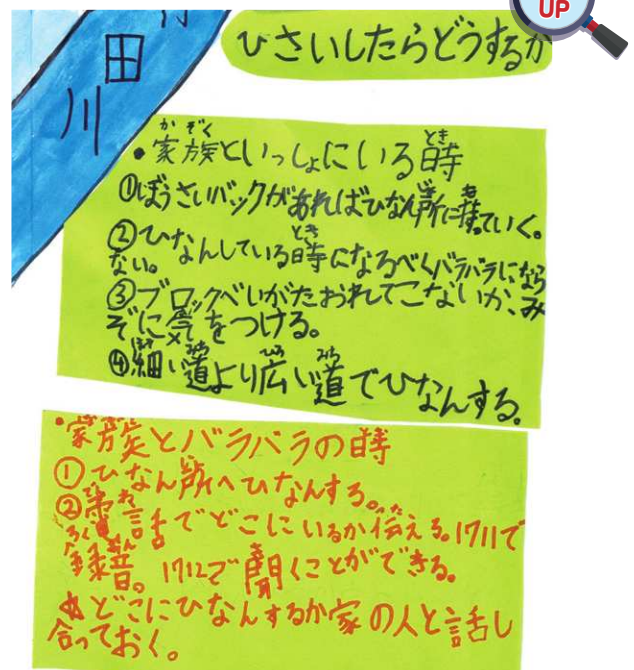 UP
田
川
ひさいしたらどうするか
・家族といっしょにいる時
かぞく
とき
①ぼうさいバックがあればひなん所に持っていく。
②ひなんしている時になるべくバラバラになら
とき
ない。
③ブロックべいがたおれてこないか、み
ぞに気をつける。
④細い道より広い道でひなんする。
ほそ
みち
ひろ
みち
・家族とバラバラの時
①ひなん所へひなんする。
②電話でどこにいるか伝える。1711で
録音。1712で聞くことができる。
☆どこにひなんするか家の人と話し
合っておく。